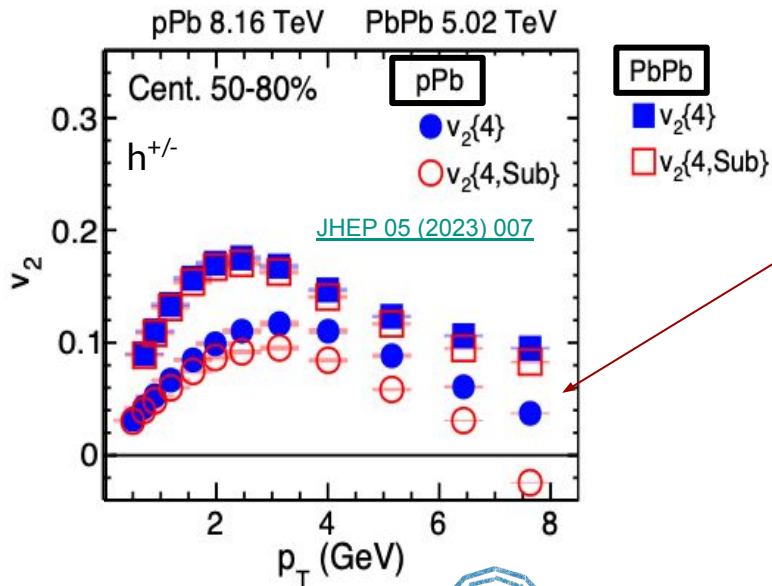 pPb 8.16 TeV PbPb 5.02 TeV
Cent. 50-80%
h+/-
pPb
v2{4}
v2{4,Sub}
PbPb
v2{4}
v2{4,Sub}
JHEP 05 (2023) 007
v2
0.3
0.2
0.1
0
2 4 6 8
pT (GeV)